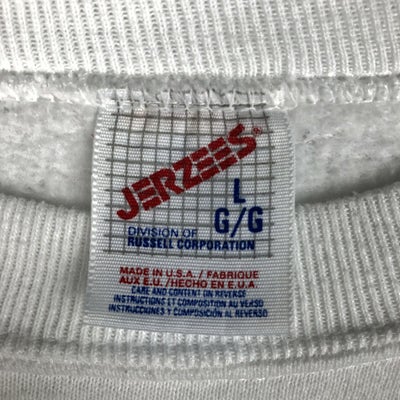 JERZEES®
L
G/G
DIVISION OF
RUSSELL CORPORATION
MADE IN U.S.A. / FABRIQUE
AUX E.U. /HECHO EN E.U.A
CARE AND CONTENT ON REVERSE
INSTRUCTIONS ET COMPOSITION AU VERSO
INSTRUCCIONES Y COMPOSICIÓN AL REVERSO